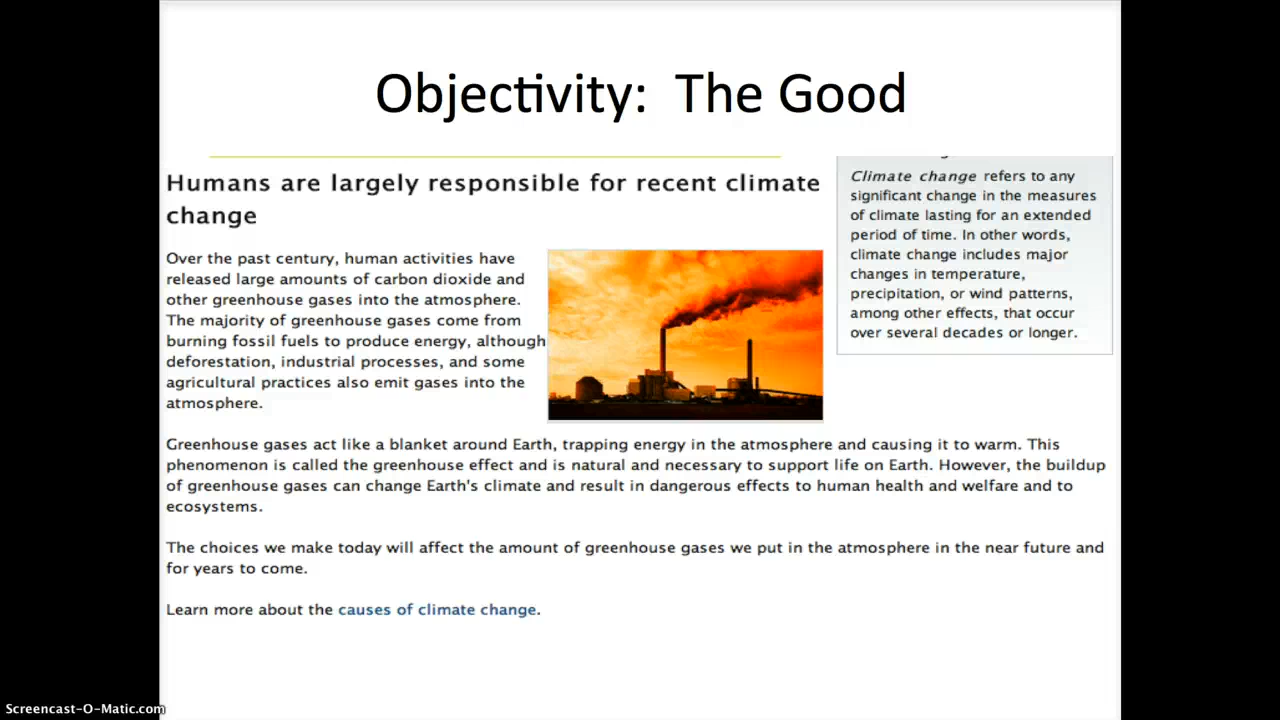 Objectivity: The Good
Humans are largely responsible for recent climate
change
Over the past century, human activities have
released large amounts of carbon dioxide and
other greenhouse gases into the atmosphere.
The majority of greenhouse gases come from
burning fossil fuels to produce energy, although
deforestation, industrial processes, and some
agricultural practices also emit gases into the
atmosphere.
Climate change refers to any
significant change in the measures
of climate lasting for an extended
period of time. In other words,
climate change includes major
changes in temperature,
precipitation, or wind patterns,
among other effects, that occur
over several decades or longer.
Greenhouse gases act like a blanket around Earth, trapping energy in the atmosphere and causing it to warm. This
phenomenon is called the greenhouse effect and is natural and necessary to support life on Earth. However, the buildup
of greenhouse gases can change Earth's climate and result in dangerous effects to human health and welfare and to
ecosystems.
The choices we make today will affect the amount of greenhouse gases we put in the atmosphere in the near future and
for years to come.
Learn more about the causes of climate change.
Screencast-O-Matic.com